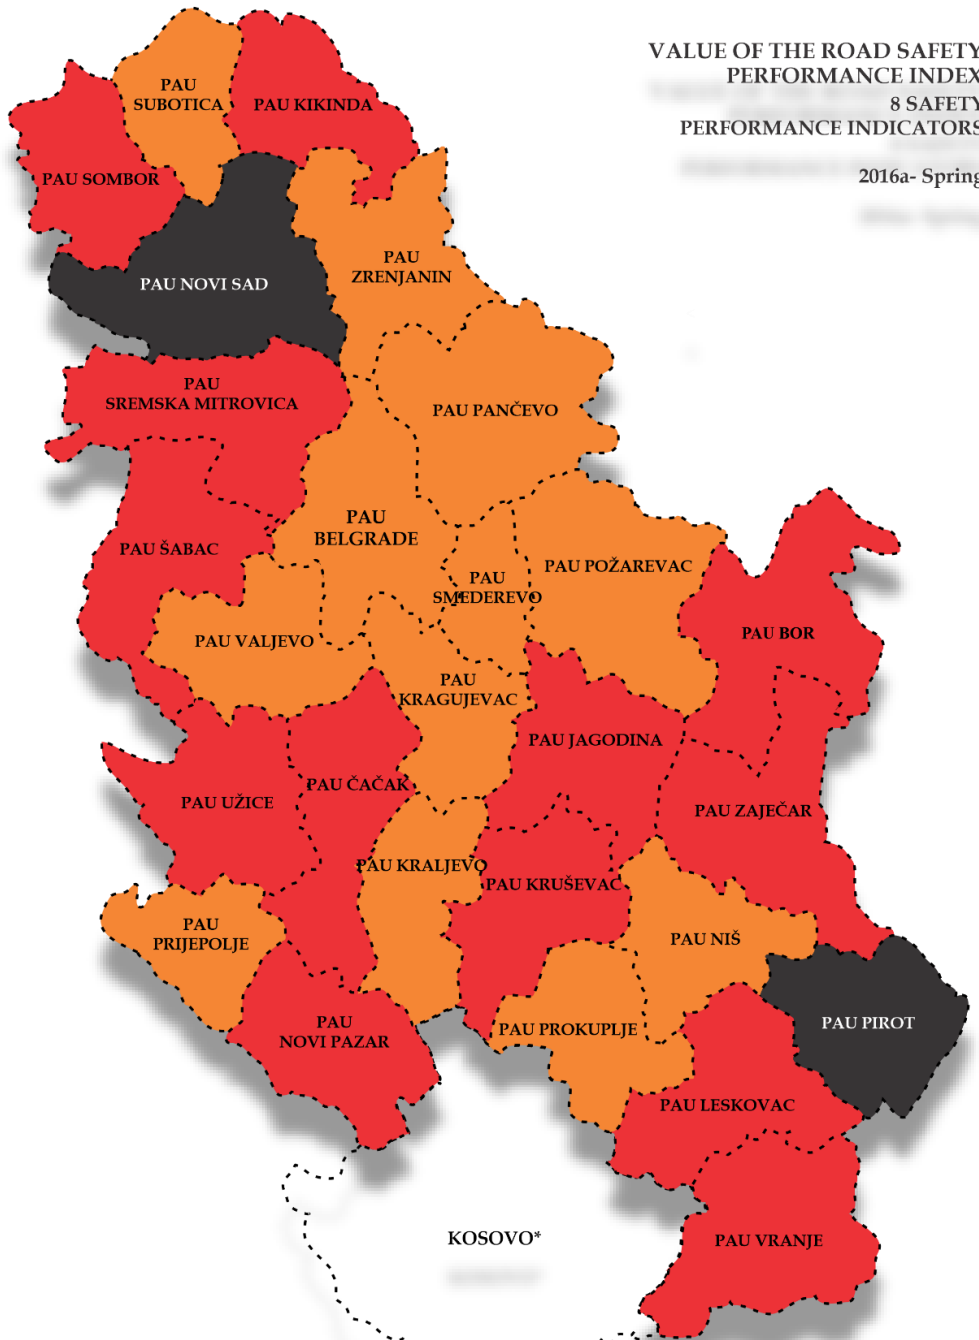 VALUE OF THE ROAD SAFETY
PERFORMANCE INDEX
8 SAFETY
PERFORMANCE INDICATORS
2016a- Spring
PAU
SUBOTICA
PAU KIKINDA
PAU SOMBOR
PAU NOVI SAD
PAU
ZRENJANIN
PAU
SREMSKA MITROVICA
PAU PANČEVO
PAU
BELGRADE
PAU ŠABAC
PAU
SMEDEREVO
PAU POŽAREVAC
PAU VALJEVO
PAU BOR
PAU
KRAGUJEVAC
PAU JAGODINA
PAU ČAČAK
PAU UŽICE
PAU ZAJEČAR
PAU KRALJEVO
PAU KRUŠEVAC
PAU
PRIJEPOLJE
PAU NIŠ
PAU
NOVI PAZAR
PAU PROKUPLJE
PAU PIROT
PAU LESKOVAC
KOSOVO*
PAU VRANJE